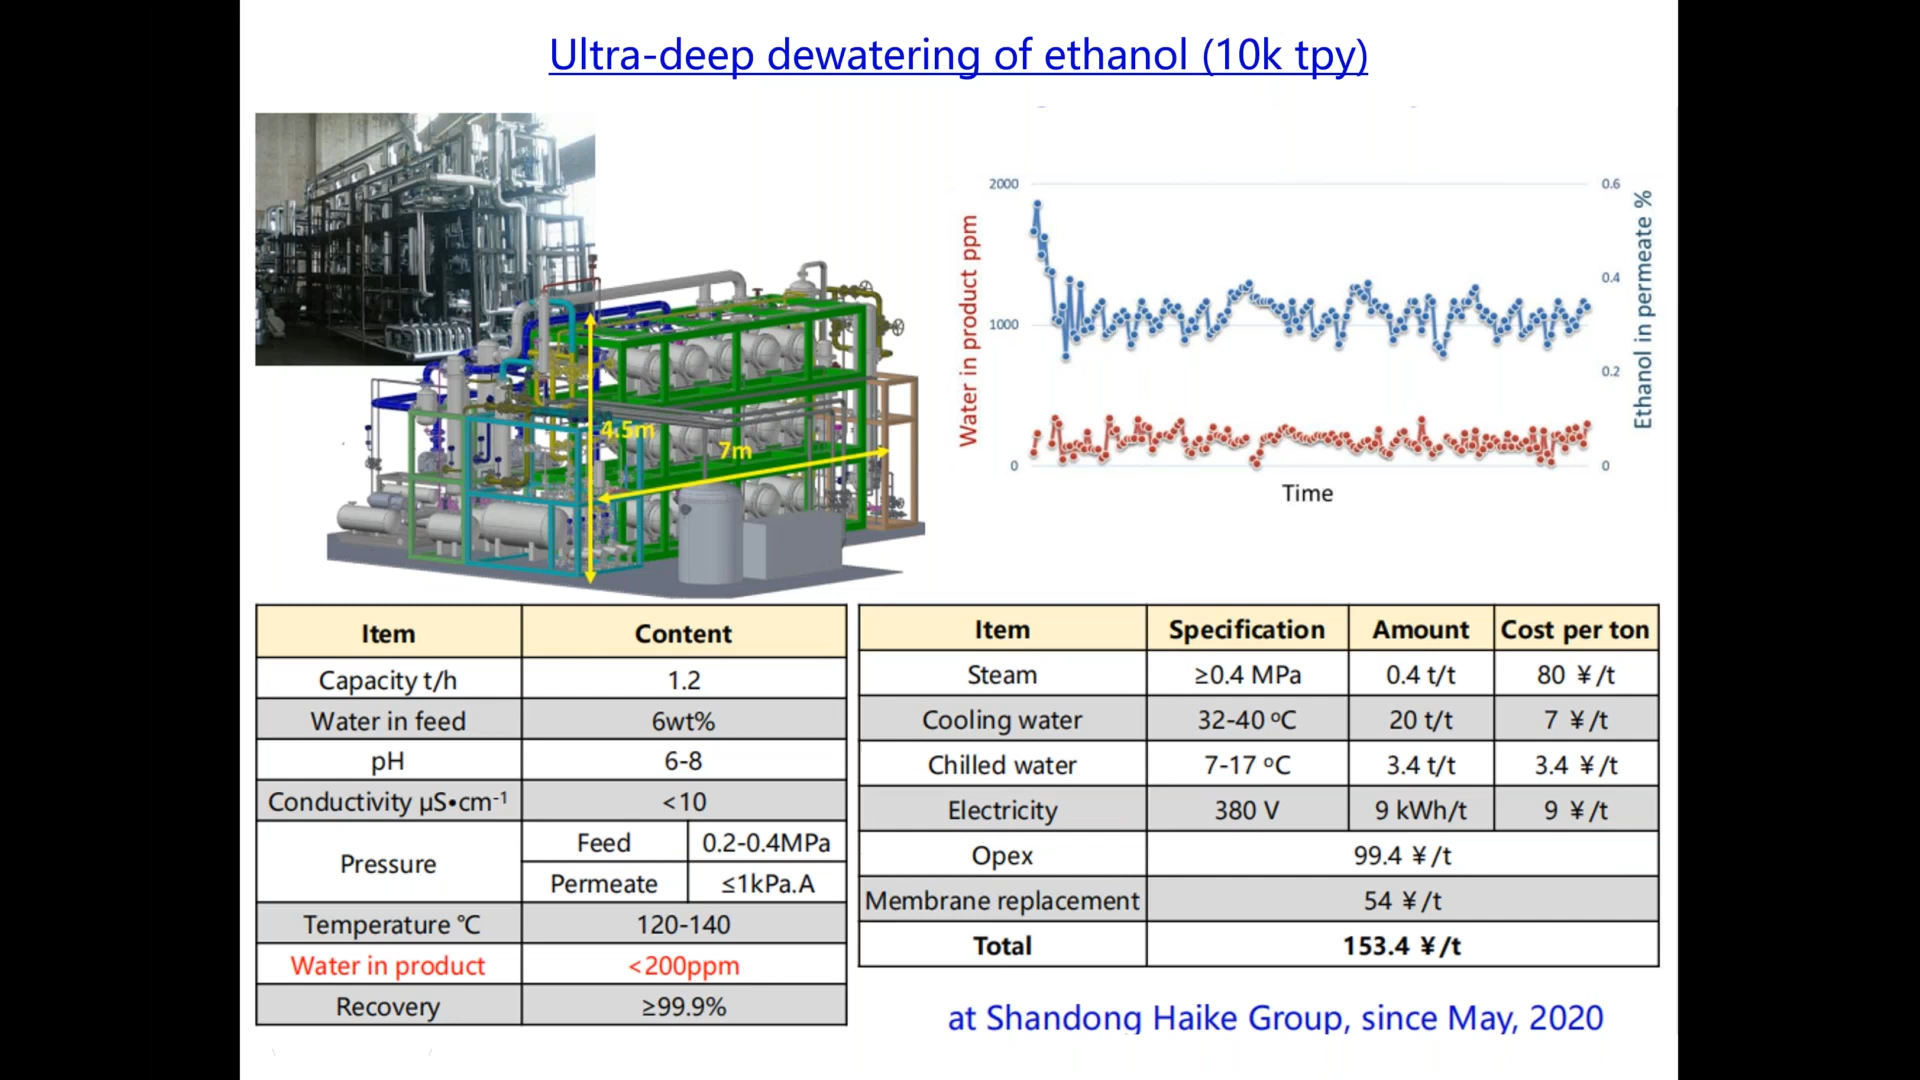 Ultra-deep dewatering of ethanol (10k tpy)
4.5m
7m
2000
1000
0
0.6
0.4
0.2
0
Water in product ppm
Ethanol in permeate %
Time
Item Content
Capacity t/h 1.2
Water in feed 6wt%
pH 6-8
Conductivity μS•cm⁻¹ <10
Pressure Feed 0.2-0.4MPa
Permeate ≤1kPa.A
Temperature ℃ 120-140
Water in product <200ppm
Recovery ≥99.9%
Item Specification Amount Cost per ton
Steam ≥0.4 MPa 0.4 t/t 80 ¥/t
Cooling water 32-40 ºC 20 t/t 7 ¥/t
Chilled water 7-17 ºC 3.4 t/t 3.4 ¥/t
Electricity 380 V 9 kWh/t 9 ¥/t
Opex 99.4 ¥/t
Membrane replacement 54 ¥/t
Total 153.4 ¥/t
at Shandong Haike Group, since May, 2020